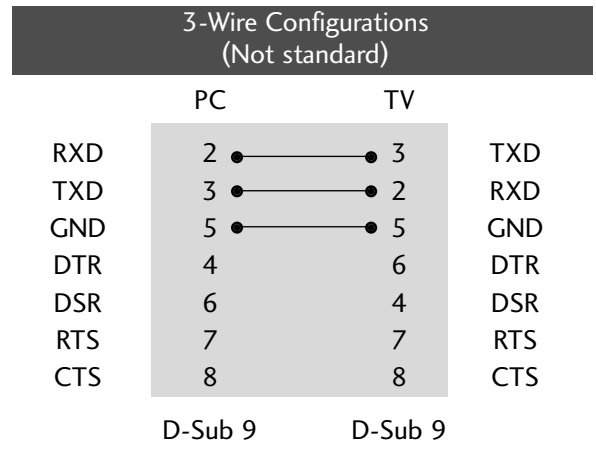 3-Wire Configurations
(Not standard)
PC TV
RXD 2 3 TXD
TXD 3 2 RXD
GND 5 5 GND
DTR 4 6 DTR
DSR 6 4 DSR
RTS 7 7 RTS
CTS 8 8 CTS
D-Sub 9 D-Sub 9